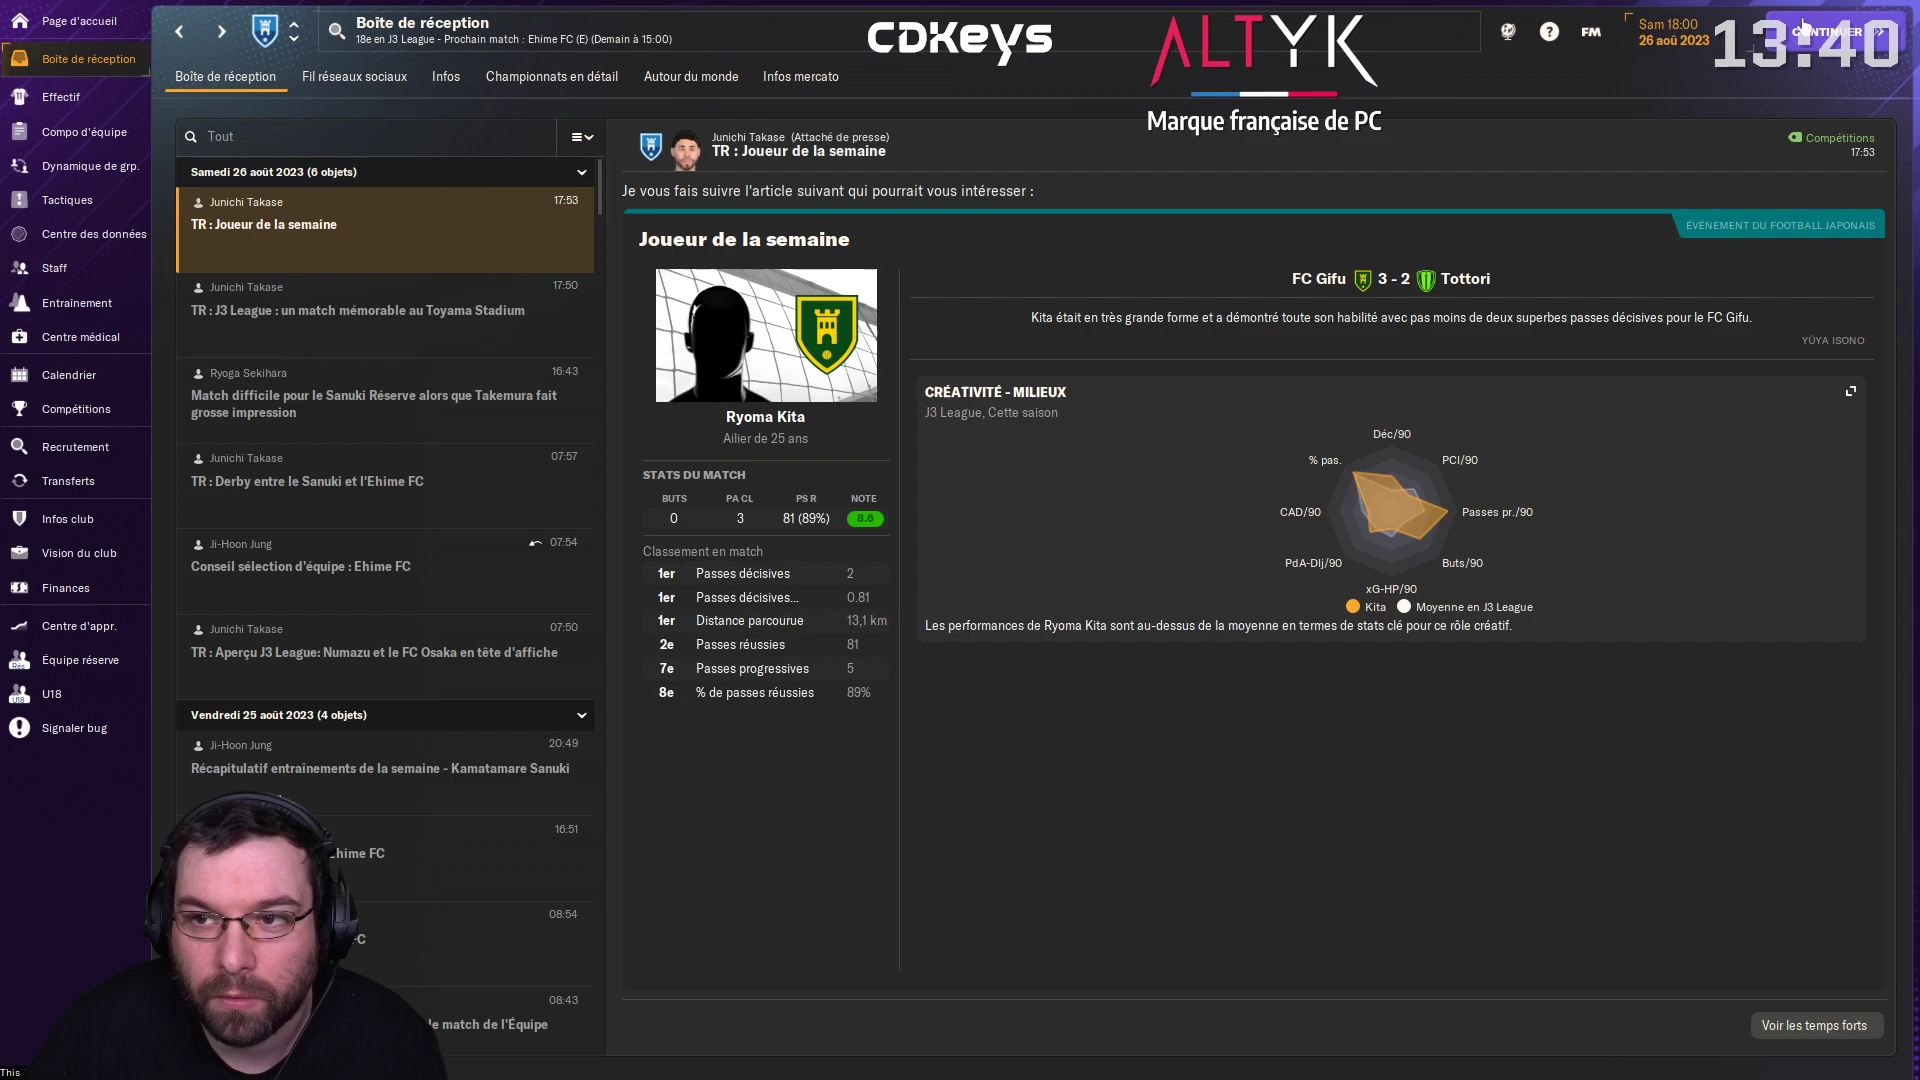 Page d'accueil
Boîte de réception
Effectif
Compo d'équipe
Dynamique de grp.
Tactiques
Centre des données
Staff
Entraînement
Centre médical
Calendrier
Compétitions
Recrutement
Transferts
Infos club
Vision du club
Finances
Centre d'appr.
Équipe réserve
U18
Signaler bug
This
Boîte de réception
18e en J3 League - Prochain match : Ehime FC (E) (Demain à 15:00)
CDKeys
ALTYK
Marque française de PC
FM
Sam 18:00
26 août 2023
CONTINUER
13:40
Boîte de réception
Fil réseaux sociaux
Infos
Championnats en détail
Autour du monde
Infos mercato
Tout
Samedi 26 août 2023 (6 objets)
Junichi Takase 17:53
TR : Joueur de la semaine
Junichi Takase 17:50
TR : J3 League : un match mémorable au Toyama Stadium
Ryoga Sekihara 16:43
Match difficile pour le Sanuki Réserve alors que Takemura fait
grosse impression
Junichi Takase 07:57
TR : Derby entre le Sanuki et l'Ehime FC
Ji-Hoon Jung 07:54
Conseil sélection d'équipe : Ehime FC
Junichi Takase 07:50
TR : Aperçu J3 League: Numazu et le FC Osaka en tête d'affiche
Vendredi 25 août 2023 (4 objets)
Ji-Hoon Jung 20:49
Récapitulatif entraînements de la semaine - Kamatamare Sanuki
16:51
Ehime FC
08:54
08:43
le match de l'Équipe
Junichi Takase (Attaché de presse)
TR : Joueur de la semaine
Compétitions
17:53
Je vous fais suivre l'article suivant qui pourrait vous intéresser :
ÉVÉNEMENT DU FOOTBALL JAPONAIS
Joueur de la semaine
Ryoma Kita
Ailier de 25 ans
STATS DU MATCH
BUTS PA CL PS R NOTE
0 3 81 (89%) 8.6
Classement en match
1er Passes décisives 2
1er Passes décisives... 0.81
1er Distance parcourue 13,1 km
2e Passes réussies 81
7e Passes progressives 5
8e % de passes réussies 89%
FC Gifu 3 - 2 Tottori
Kita était en très grande forme et a démontré toute son habilité avec pas moins de deux superbes passes décisives pour le FC Gifu.
YŪYA ISONO
CRÉATIVITÉ - MILIEUX
J3 League, Cette saison
Déc/90
% pas.
PCl/90
CAD/90
Passes pr./90
PdA-Dlj/90
Buts/90
xG-HP/90
Kita
Moyenne en J3 League
Les performances de Ryoma Kita sont au-dessus de la moyenne en termes de stats clé pour ce rôle créatif.
Voir les temps forts